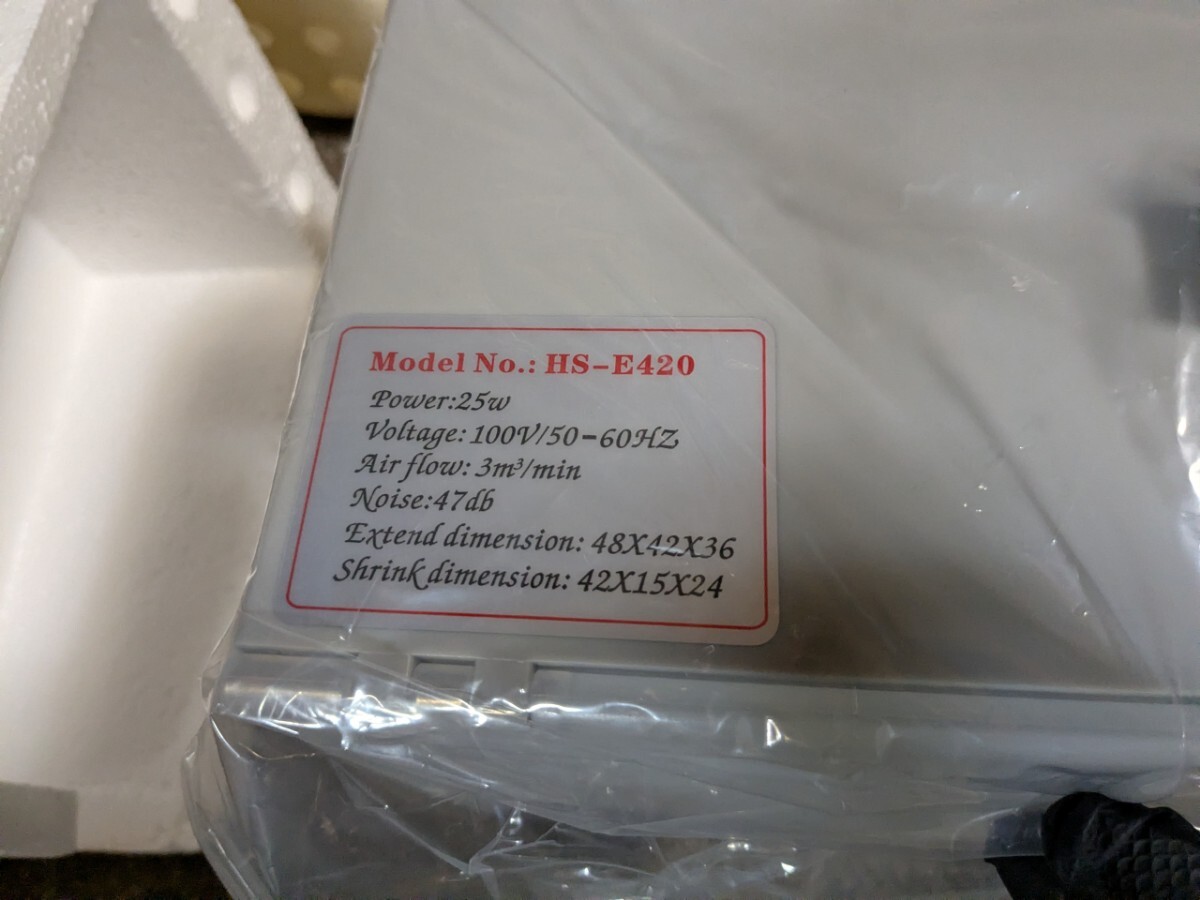 Model No.: HS-E420
Power:25w
Voltage: 100V/50-60HZ
Air flow: 3m³/min
Noise:47db
Extend dimension: 48X42X36
Shrink dimension: 42X15X24